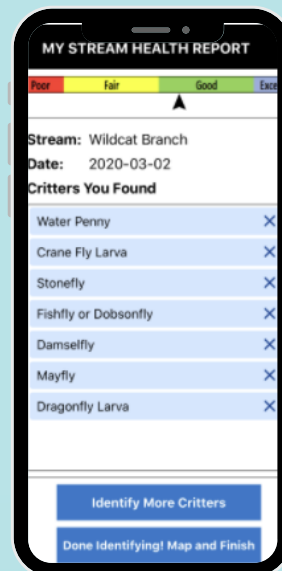 MY STREAM HEALTH REPORT
Poor Fair Good Exce
Stream: Wildcat Branch
Date: 2020-03-02
Critters You Found
Water Penny
Crane Fly Larva
Stonefly
Fishfly or Dobsonfly
Damselfly
Mayfly
Dragonfly Larva
Identify More Critters
Done Identifying! Map and Finish